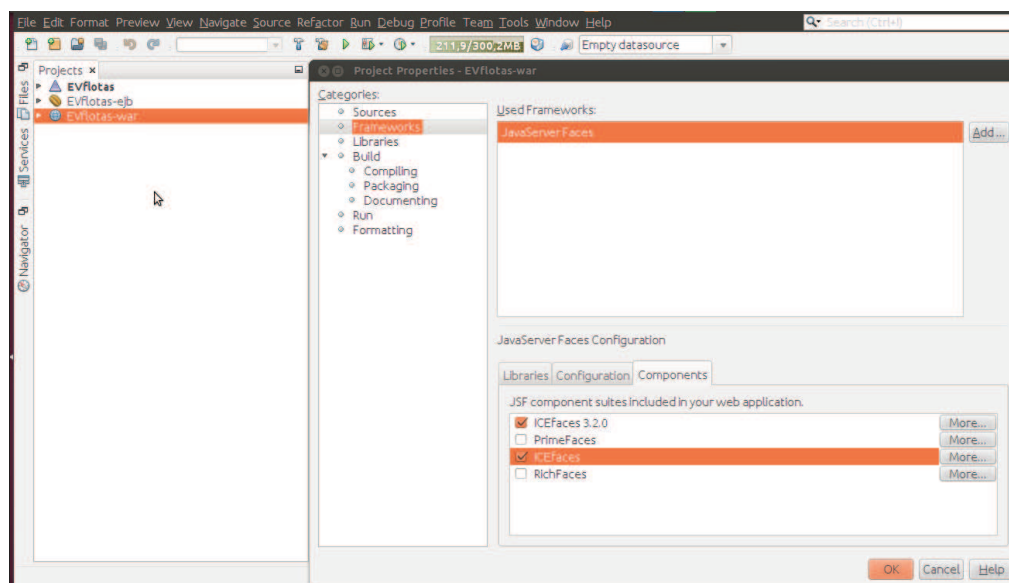 File Edit Format Preview View Navigate Source Refactor Run Debug Profile Team Tools Window Help
Search (Ctrl+I)
211,9/300,2MB
Empty datasource
Projects
Files
Services
Navigator
EVflotas
EVflotas-ejb
EVflotas-war
Project Properties - EVflotas-war
Categories:
Sources
Frameworks
Libraries
Build
Compiling
Packaging
Documenting
Run
Formatting
Used Frameworks:
JavaServer Faces
Add...
JavaServer Faces Configuration
Libraries Configuration Components
JSF component suites included in your web application.
ICEFaces 3.2.0 More...
PrimeFaces More...
ICEfaces More...
RichFaces More...
OK Cancel Help